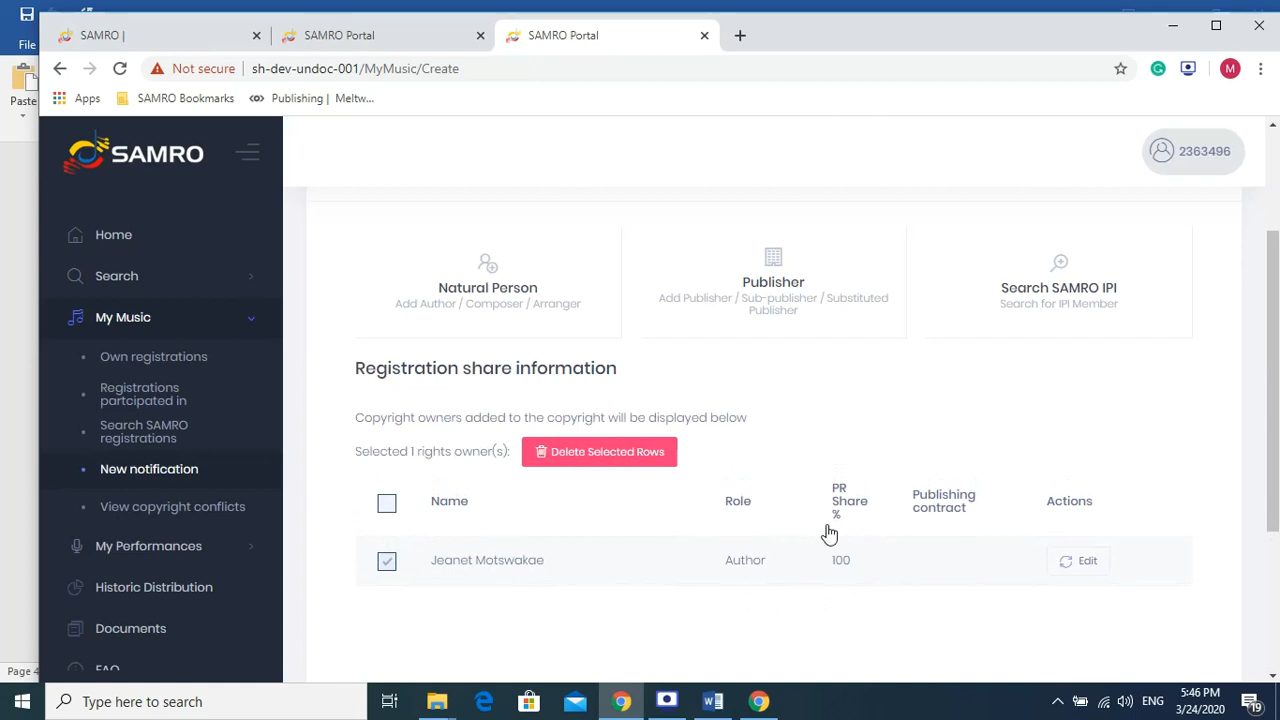 File
Paste
Page 4
SAMRO |
SAMRO Portal
SAMRO Portal
Not secure
sh-dev-undoc-001/MyMusic/Create
M
Apps
SAMRO Bookmarks
Publishing | Meltw...
SAMRO
2363496
Home
Search
My Music
Own registrations
Registrations
partcipated in
Search SAMRO
registrations
New notification
View copyright conflicts
My Performances
Historic Distribution
Documents
FAQ
Natural Person
Add Author / Composer / Arranger
Publisher
Add Publisher / Sub-publisher / Substituted
Publisher
Search SAMRO IPI
Search for IPI Member
Registration share information
Copyright owners added to the copyright will be displayed below
Selected 1 rights owner(s):
Delete Selected Rows
Name
Role
PR
Share
%
Publishing
contract
Actions
Jeanet Motswakae
Author
100
Edit
Type here to search
ENG
5:46 PM
3/24/2020
19